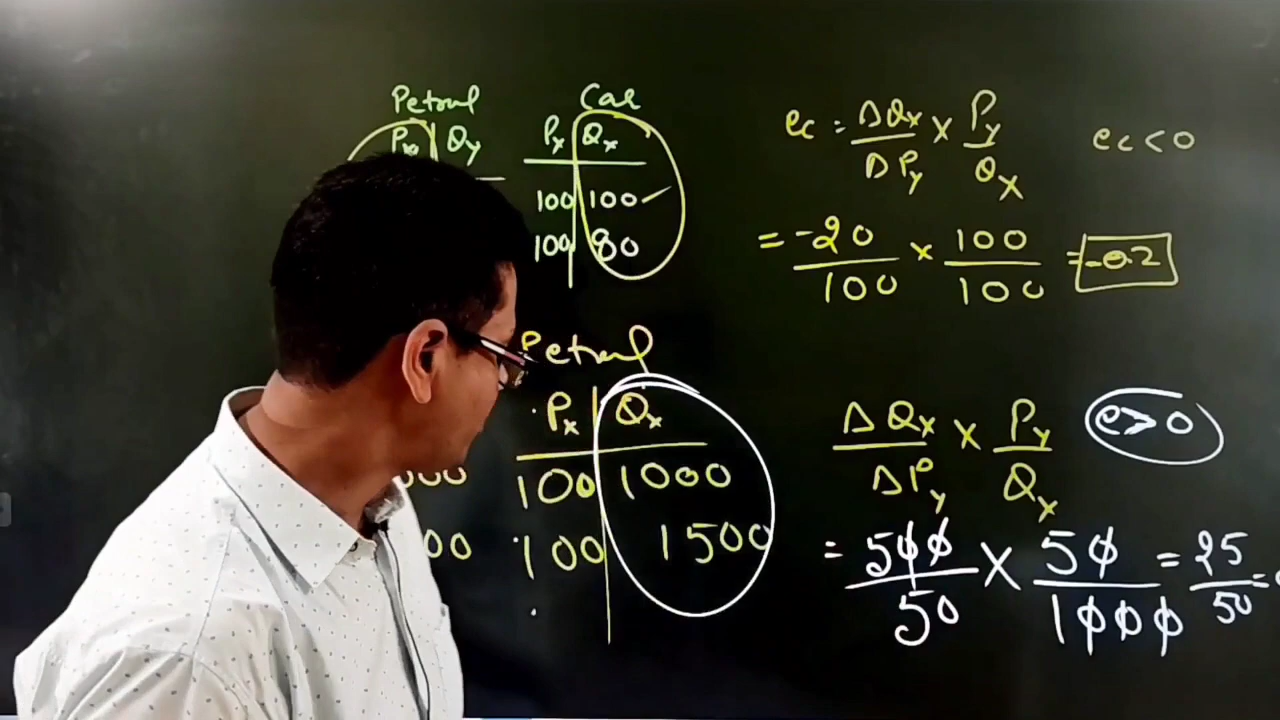 Petrol Car
Px Qy Px Qx
100 100
100 80
ec = ΔQx / ΔPy × Py / Qx ec < 0
= -20 / 100 × 100 / 100 = -0.2
Petrol
Px Qx
100 1000
100 1500
ΔQx / ΔPy × Py / Qx e > 0
= 500 / 50 × 50 / 1000 = 25 / 50 =